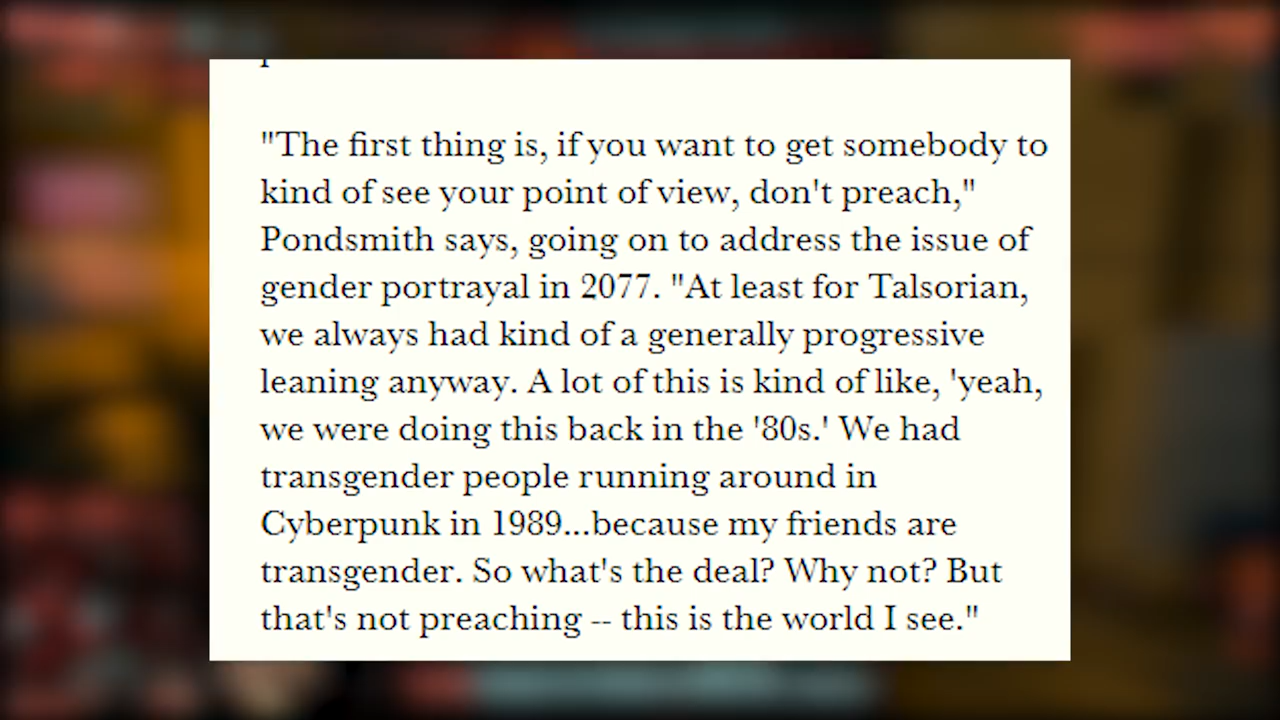 "The first thing is, if you want to get somebody to
kind of see your point of view, don't preach,"
Pondsmith says, going on to address the issue of
gender portrayal in 2077. "At least for Talsorian,
we always had kind of a generally progressive
leaning anyway. A lot of this is kind of like, 'yeah,
we were doing this back in the '80s.' We had
transgender people running around in
Cyberpunk in 1989...because my friends are
transgender. So what's the deal? Why not? But
that's not preaching -- this is the world I see."